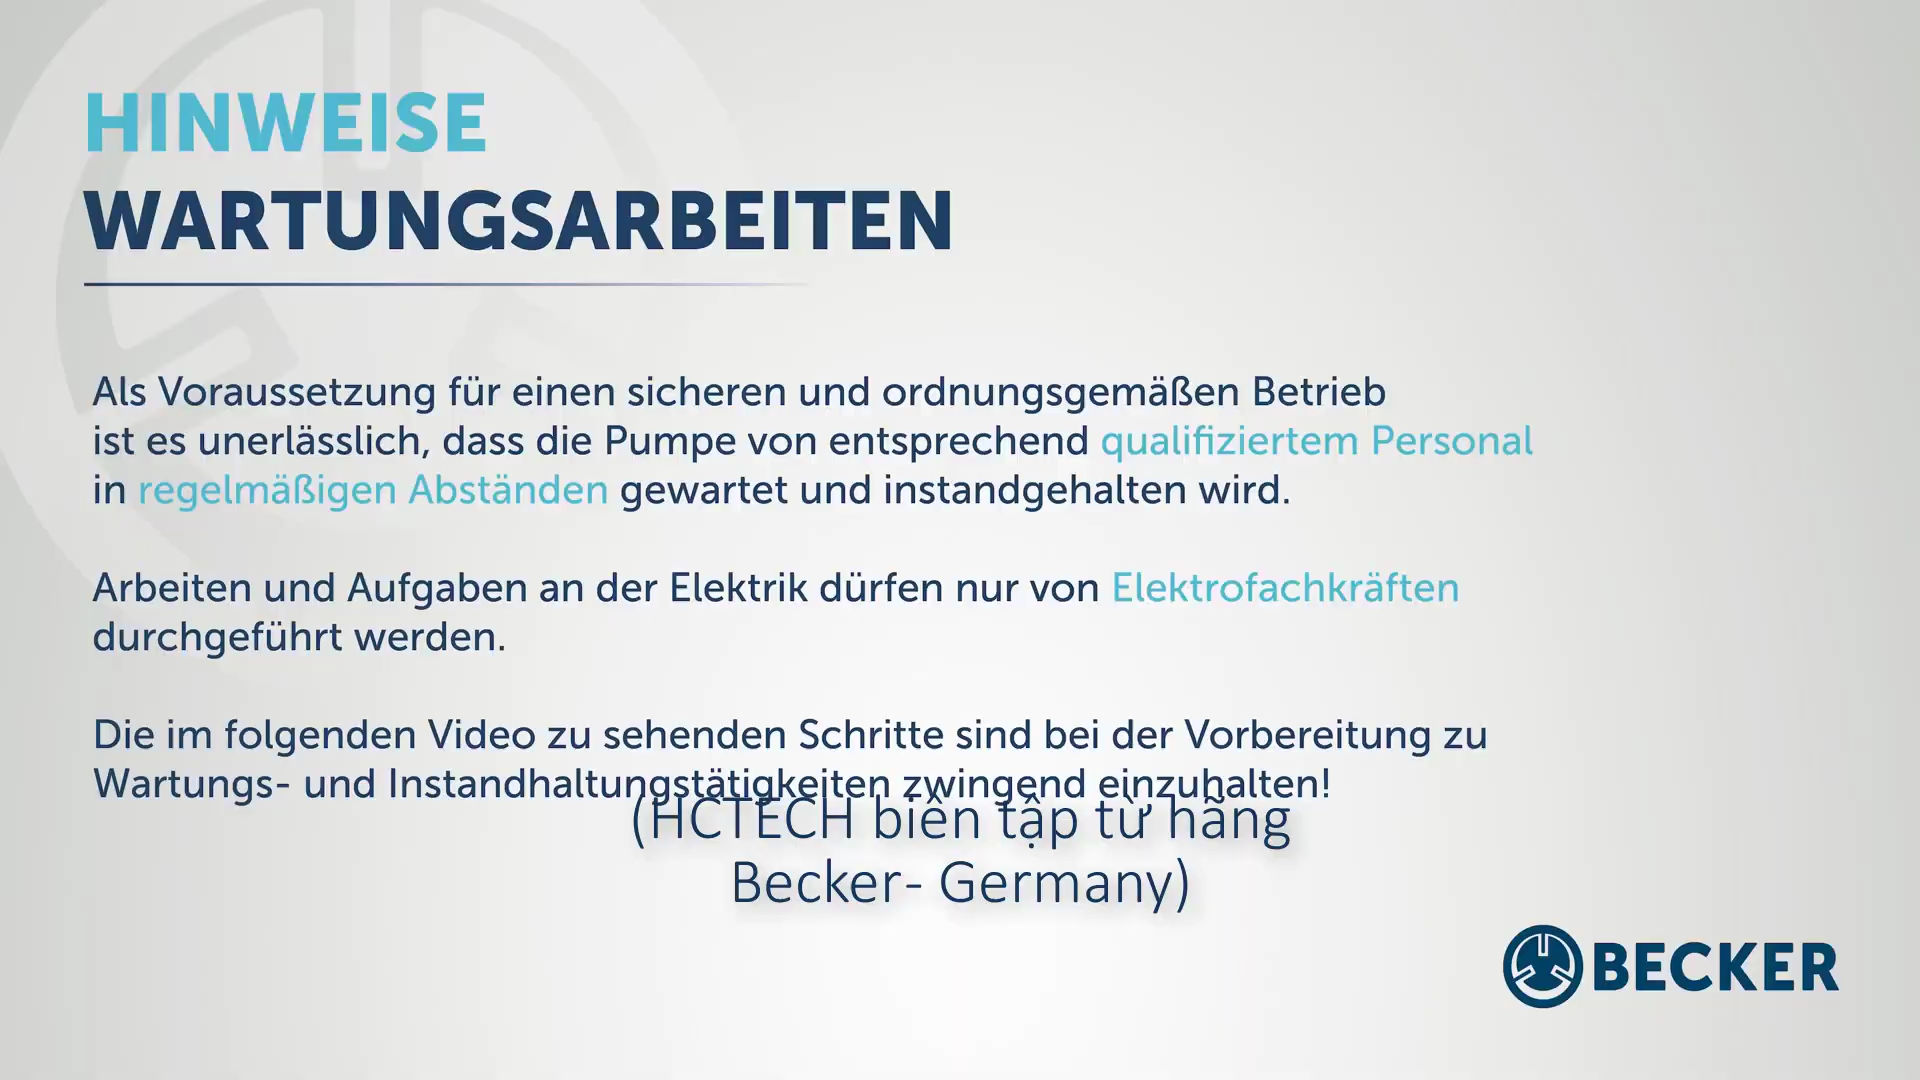 HINWEISE
WARTUNGSARBEITEN
Als Voraussetzung für einen sicheren und ordnungsgemäßen Betrieb
ist es unerlässlich, dass die Pumpe von entsprechend qualifiziertem Personal
in regelmäßigen Abständen gewartet und instandgehalten wird.
Arbeiten und Aufgaben an der Elektrik dürfen nur von Elektrofachkräften
durchgeführt werden.
Die im folgenden Video zu sehenden Schritte sind bei der Vorbereitung zu
Wartungs- und Instandhaltungstätigkeiten zwingend einzuhalten!
(HCTECH biên tập từ hãng
Becker- Germany)
BECKER